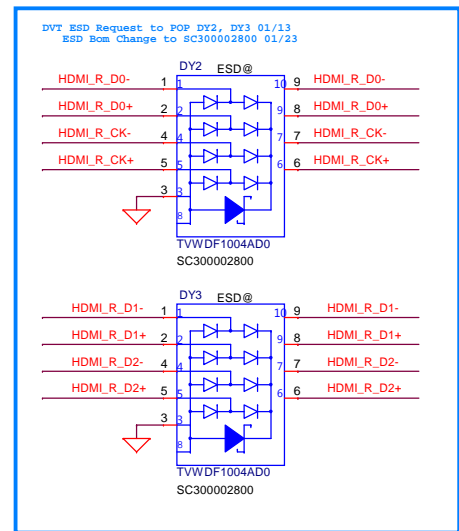 DVT ESD Request to POP DY2, DY3 01/13
ESD Bom Change to SC300002800 01/23
DY2 ESD@
HDMI_R_D0- 1 1 10 9 HDMI_R_D0-
HDMI_R_D0+ 2 2 9 8 HDMI_R_D0+
HDMI_R_CK- 4 4 7 7 HDMI_R_CK-
HDMI_R_CK+ 5 5 6 6 HDMI_R_CK+
3 3
8
TVWDF1004AD0
SC300002800
DY3 ESD@
HDMI_R_D1- 1 1 10 9 HDMI_R_D1-
HDMI_R_D1+ 2 2 9 8 HDMI_R_D1+
HDMI_R_D2- 4 4 7 7 HDMI_R_D2-
HDMI_R_D2+ 5 5 6 6 HDMI_R_D2+
3 3
8
TVWDF1004AD0
SC300002800